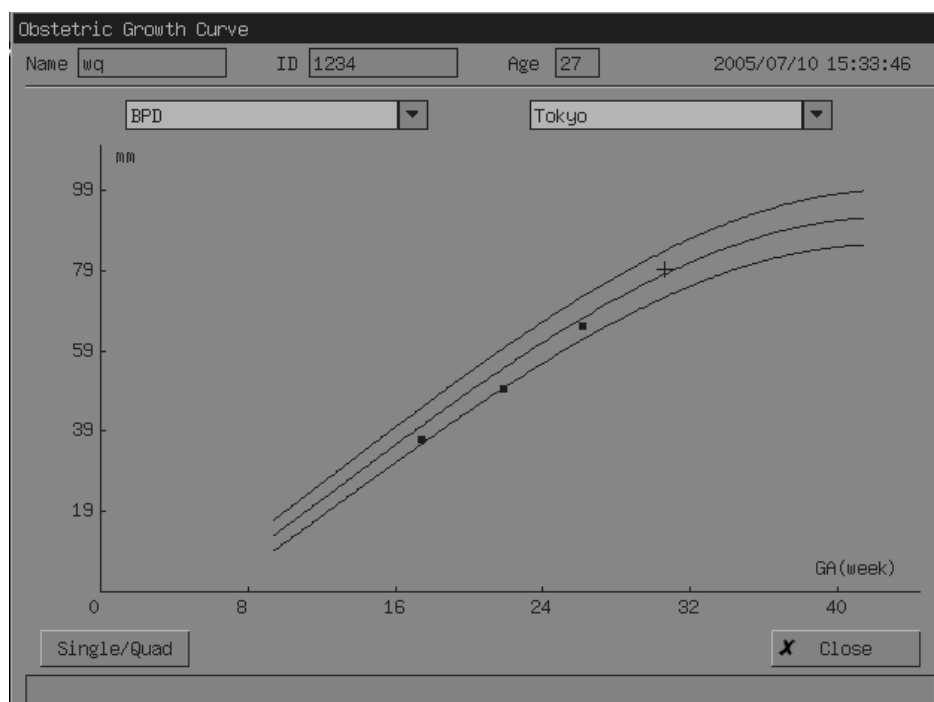 Obstetric Growth Curve
Name wq ID 1234 Age 27 2005/07/10 15:33:46
BPD Tokyo
mm
99
79
59
39
19
GA(week)
0 8 16 24 32 40
Single/Quad ✗ Close